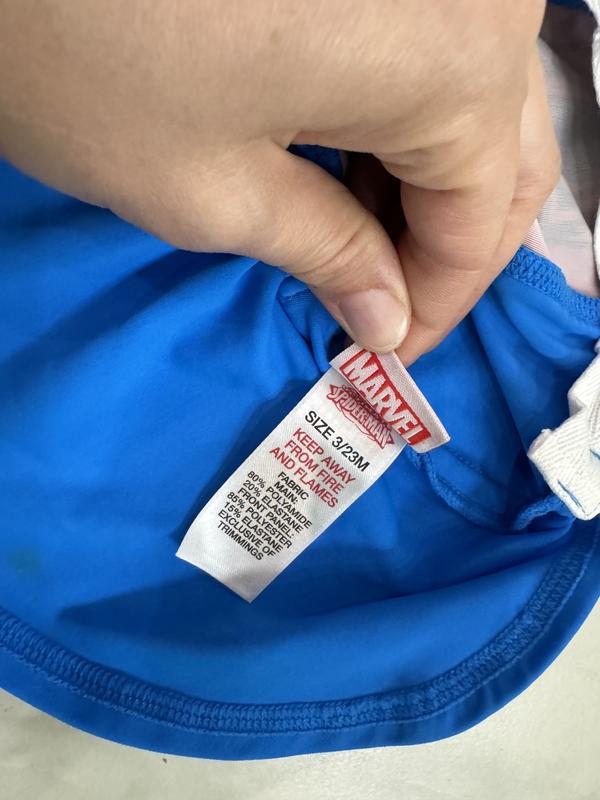 MARVEL
SPIDER-MAN
SIZE 3/23M
KEEP AWAY
FROM FIRE
AND FLAMES
FABRIC
MAIN:
80% POLYAMIDE
20% ELASTANE
FRONT PANEL:
85% POLYESTER
15% ELASTANE
EXCLUSIVE OF
TRIMMINGS